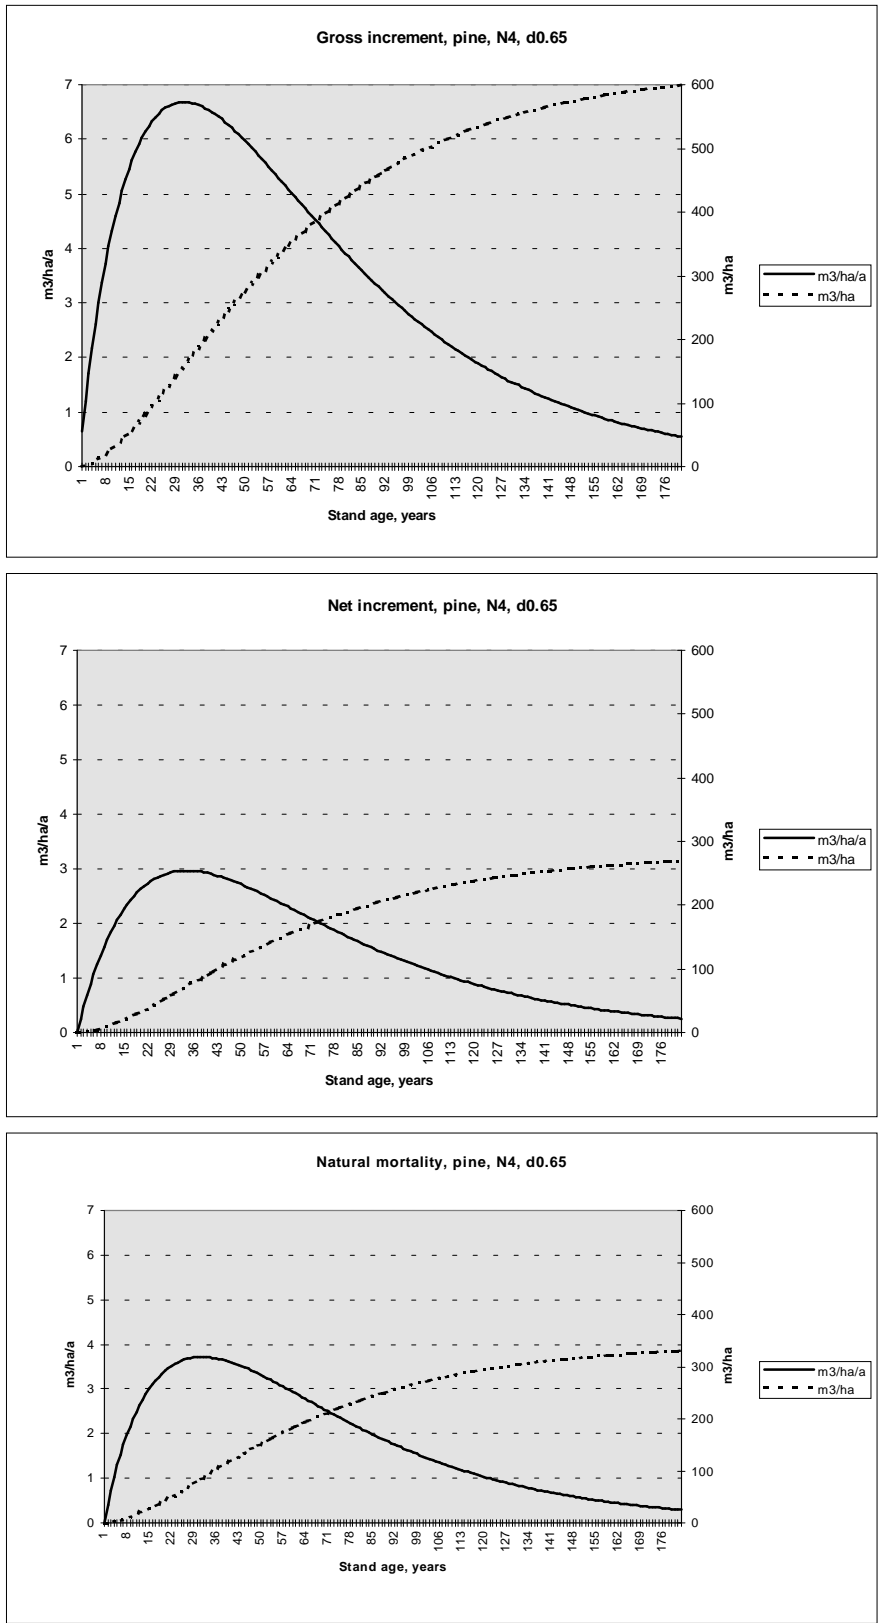 Gross increment, pine, N4, d0.65
7
6
5
4
3
2
1
0
m3/ha/a
600
500
400
300
200
100
0
m3/ha
m3/ha/a
m3/ha
1 8 15 22 29 36 43 50 57 64 71 78 85 92 99 106 113 120 127 134 141 148 155 162 169 176
Stand age, years
Net increment, pine, N4, d0.65
7
6
5
4
3
2
1
0
m3/ha/a
600
500
400
300
200
100
0
m3/ha
m3/ha/a
m3/ha
1 8 15 22 29 36 43 50 57 64 71 78 85 92 99 106 113 120 127 134 141 148 155 162 169 176
Stand age, years
Natural mortality, pine, N4, d0.65
7
6
5
4
3
2
1
0
m3/ha/a
600
500
400
300
200
100
0
m3/ha
m3/ha/a
m3/ha
1 8 15 22 29 36 43 50 57 64 71 78 85 92 99 106 113 120 127 134 141 148 155 162 169 176
Stand age, years